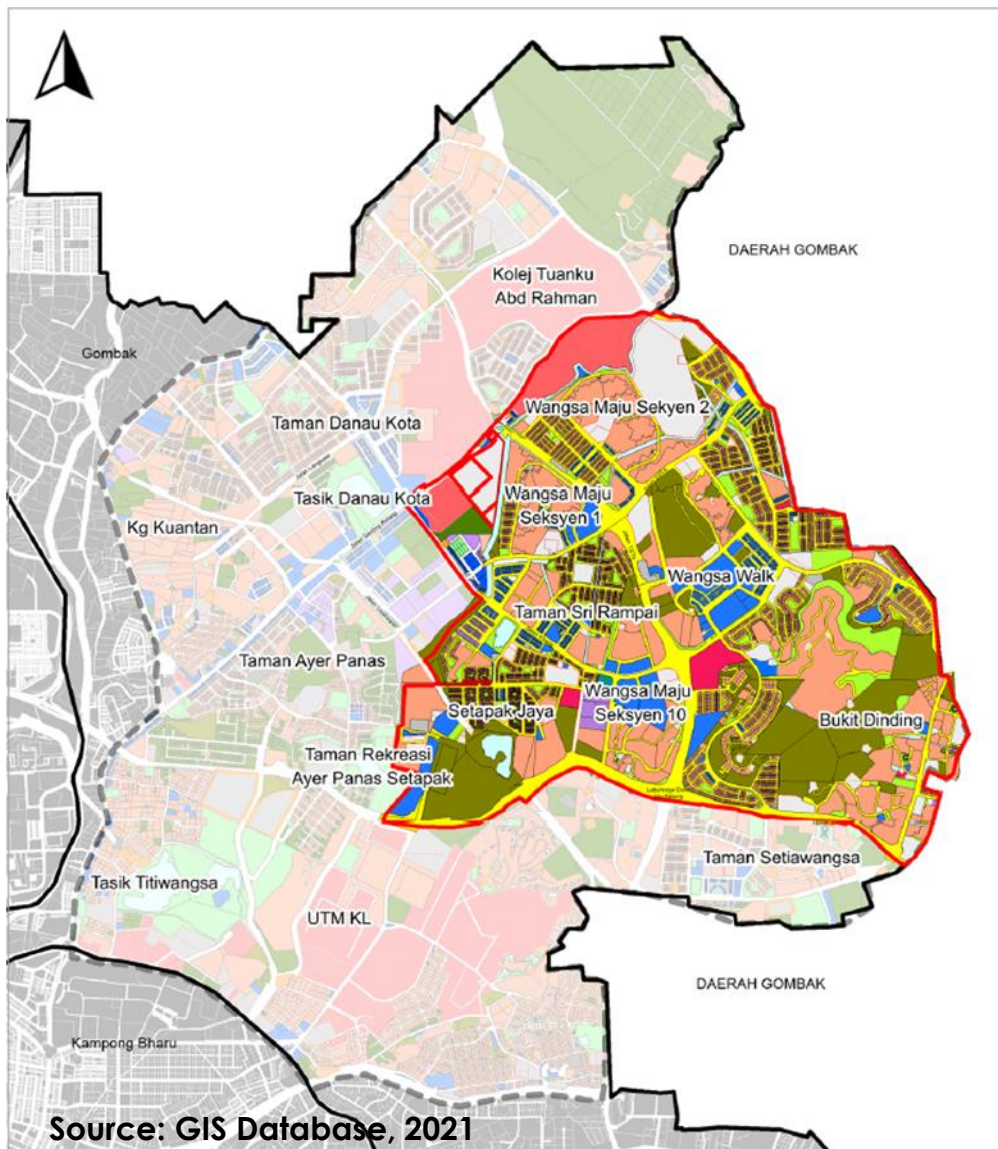 DAERAH GOMBAK
Kolej Tuanku
Abd Rahman
Gombak
Wangsa Maju Sekyen 2
Taman Danau Kota
Tasik Danau Kota
Wangsa Maju
Seksyen 1
Kg Kuantan
Wangsa Walk
Taman Sri Rampai
Taman Ayer Panas
Setapak Jaya
Wangsa Maju
Seksyen 10
Bukit Dinding
Taman Rekreasi
Ayer Panas Setapak
Taman Setiawangsa
Tasik Titiwangsa
UTM KL
DAERAH GOMBAK
Kampong Bharu
Source: GIS Database, 2021